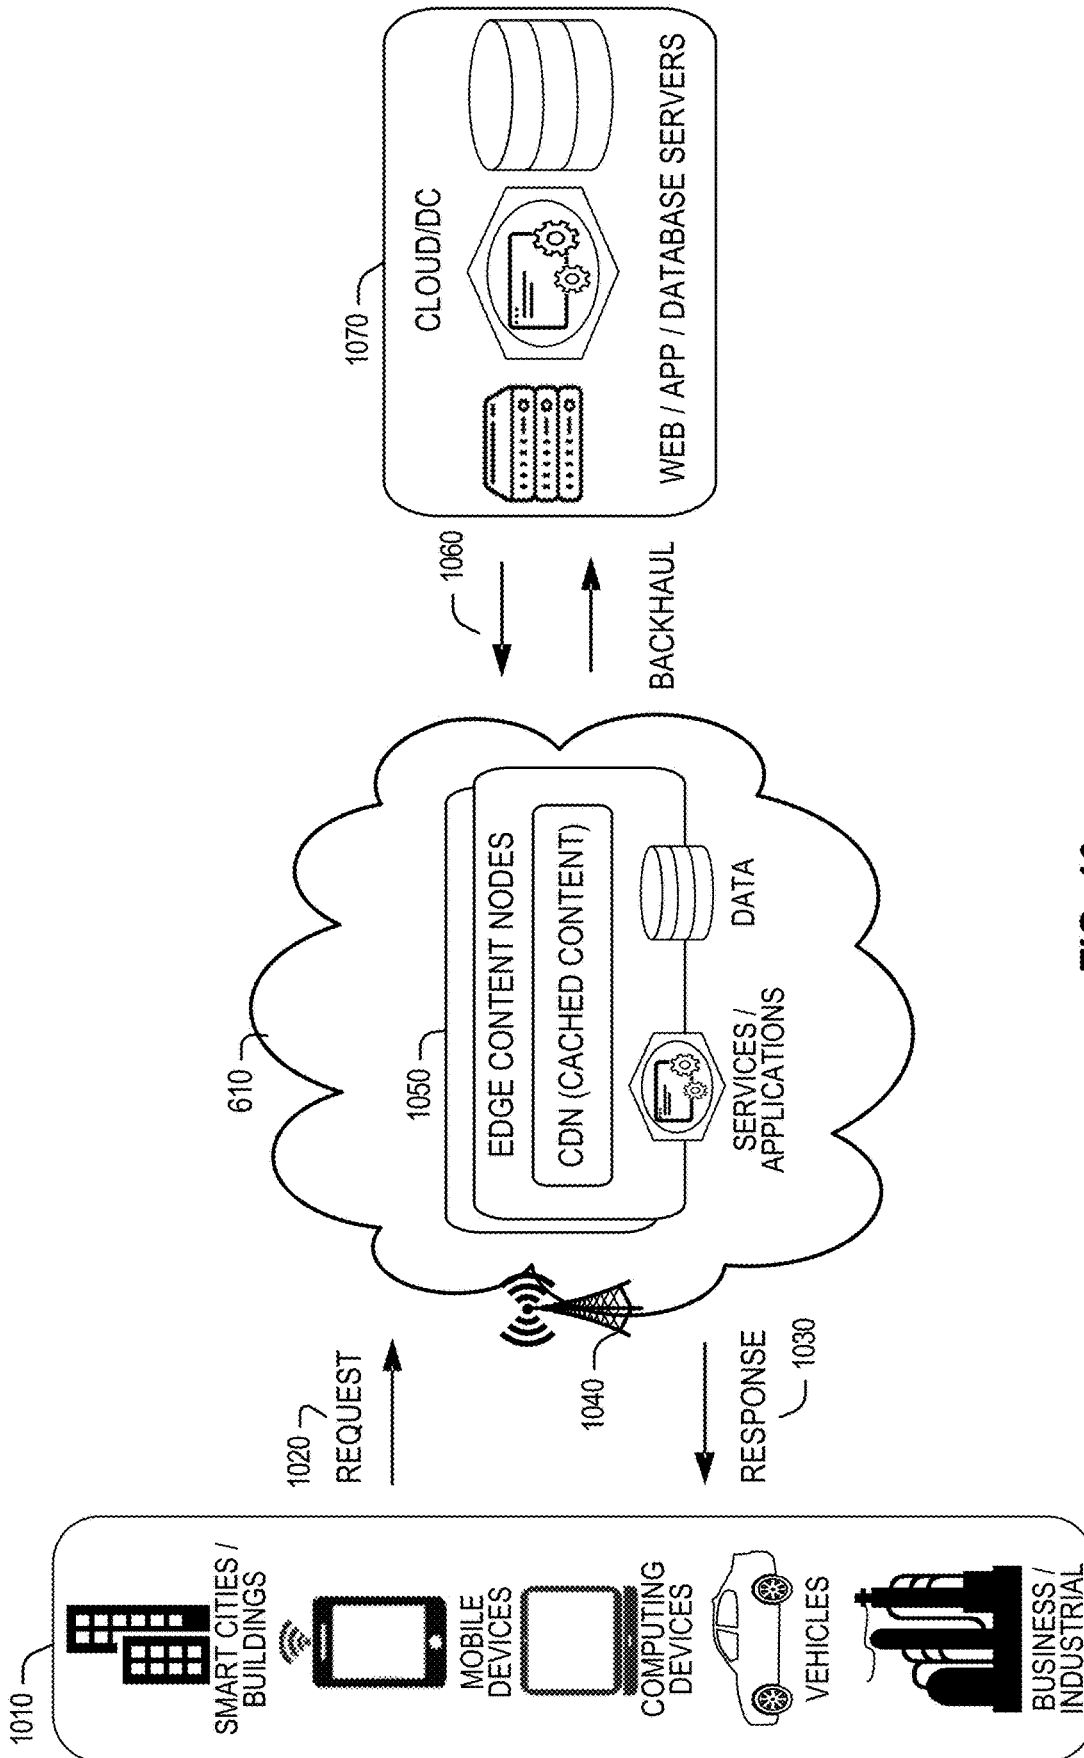 1010
SMART CITIES /
BUILDINGS
MOBILE
DEVICES
COMPUTING
DEVICES
VEHICLES
BUSINESS /
INDUSTRIAL
1020
REQUEST
1040
RESPONSE
1030
610
1050
EDGE CONTENT NODES
CDN (CACHED CONTENT)
SERVICES /
APPLICATIONS
DATA
1060
BACKHAUL
1070
CLOUD/DC
WEB / APP / DATABASE SERVERS